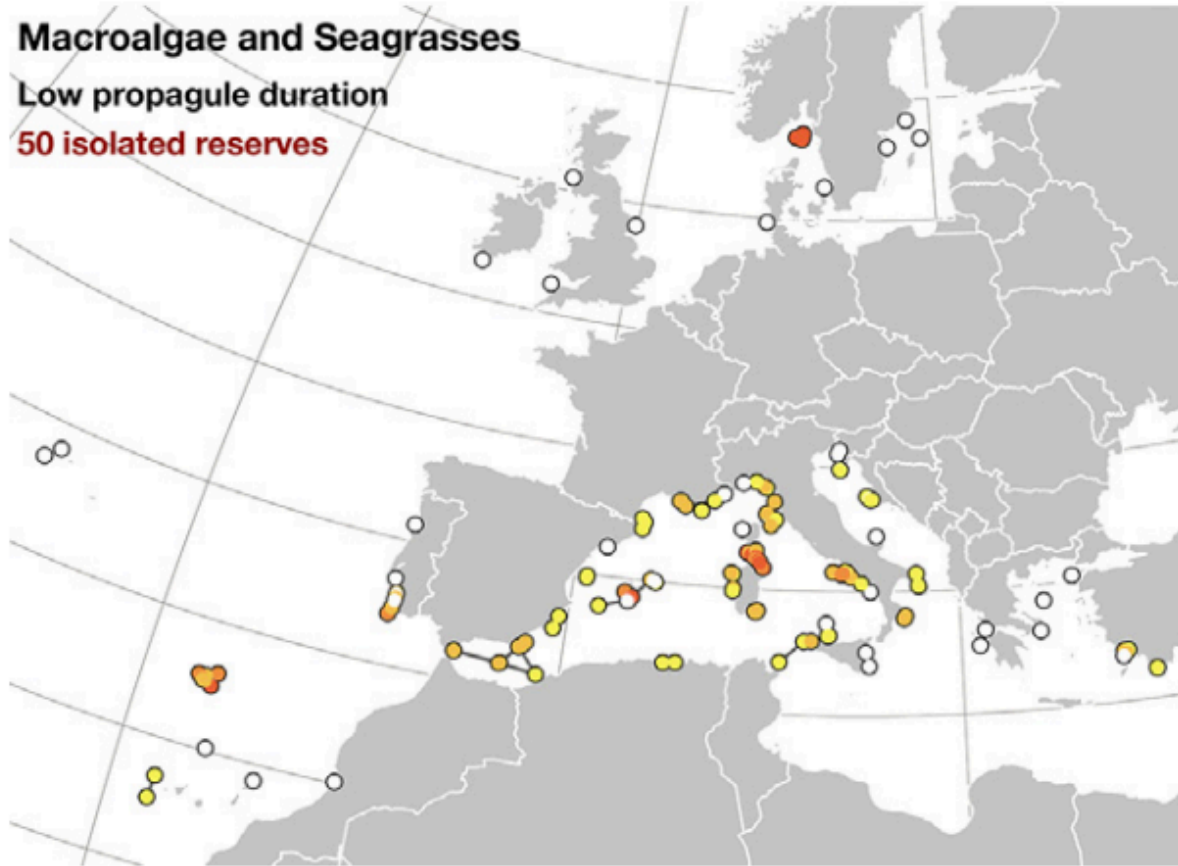 Macroalgae and Seagrasses
Low propagule duration
50 isolated reserves